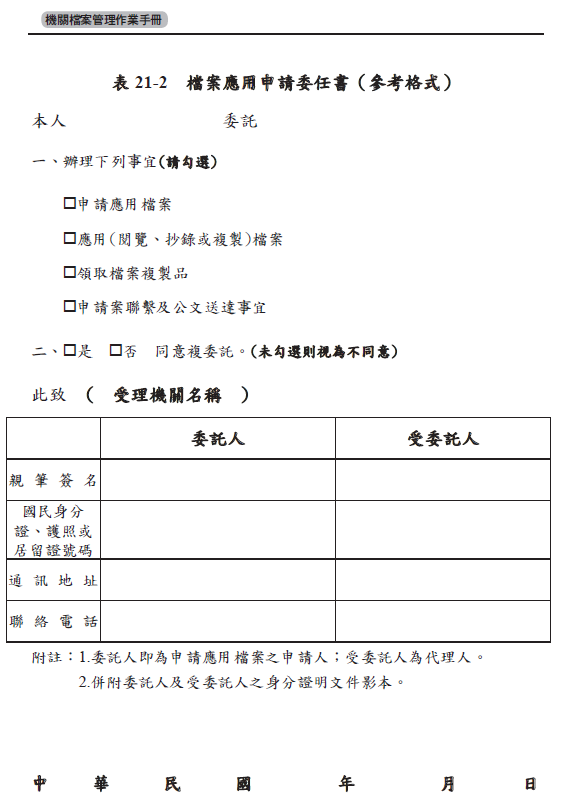 機關檔案管理作業手冊
表 21-2　檔案應用申請委任書（參考格式）
本人　　　　　　　　　委託
一、辦理下列事宜(請勾選)
□申請應用檔案
□應用(閱覽、抄錄或複製)檔案
□領取檔案複製品
□申請案聯繫及公文送達事宜
二、□是　□否　同意複委託。(未勾選則視為不同意)
此致　（　受理機關名稱　）
委託人　受委託人
親筆簽名
國民身分
證、護照或
居留證號碼
通訊地址
聯絡電話
附註：1.委託人即為申請應用檔案之申請人；受委託人為代理人。
2.併附委託人及受委託人之身分證明文件影本。
中　華　民　國　　年　　月　　日